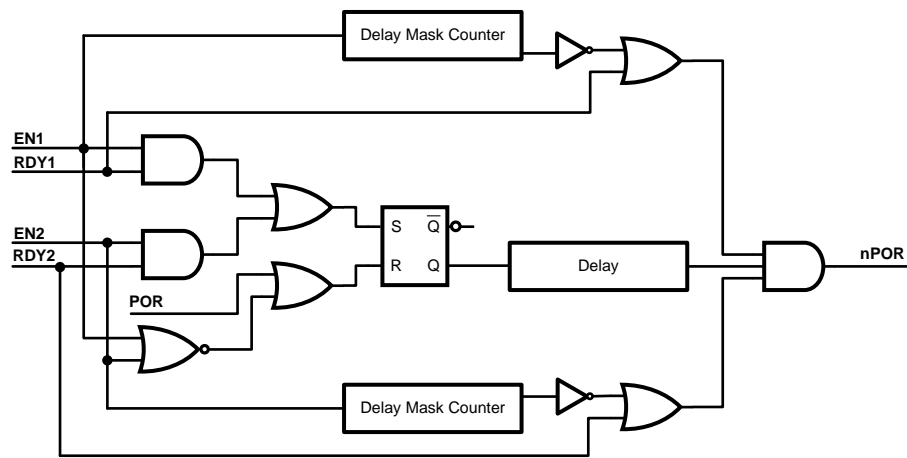 Delay Mask Counter
EN1
RDY1
EN2
RDY2
S Q̅
R Q
Delay
nPOR
POR
Delay Mask Counter